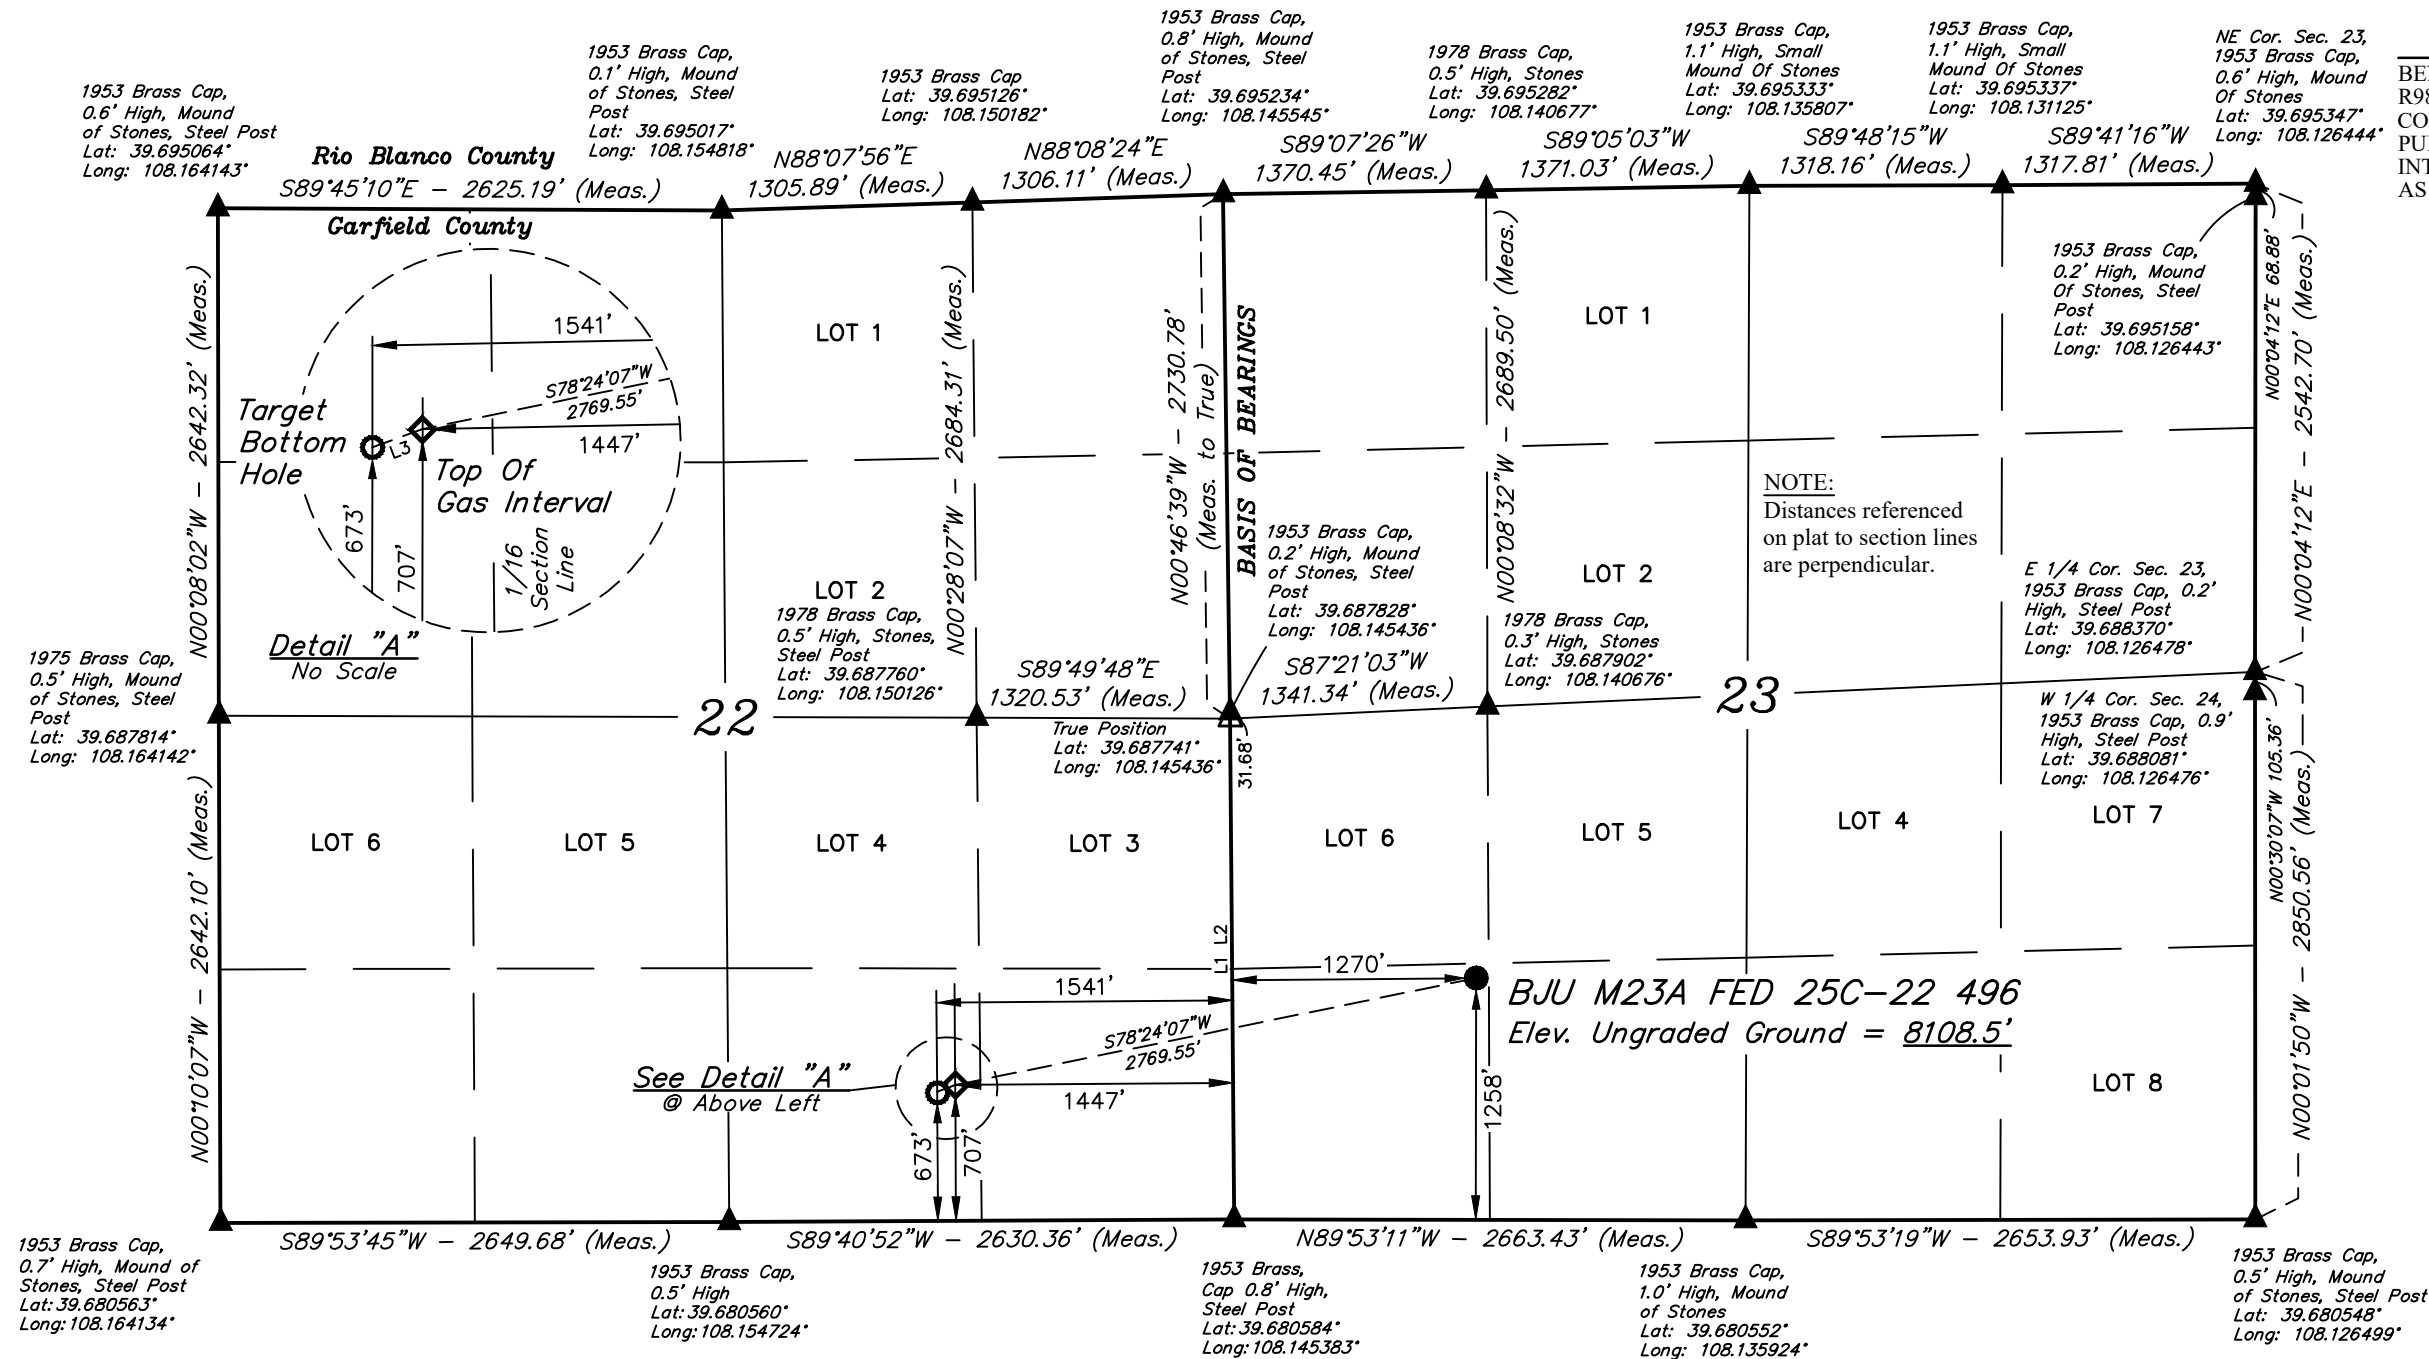 1953 Brass Cap,
0.6' High, Mound
of Stones, Steel Post
Lat: 39.695064°
Long: 108.164143°
1953 Brass Cap,
0.1' High, Mound
of Stones, Steel
Post
Lat: 39.695017°
Long: 108.154818°
1953 Brass Cap
Lat: 39.695126°
Long: 108.150182°
1953 Brass Cap,
0.8' High, Mound
of Stones, Steel
Post
Lat: 39.695234°
Long: 108.145545°
1978 Brass Cap,
0.5' High, Stones
Lat: 39.695282°
Long: 108.140677°
1953 Brass Cap,
1.1' High, Small
Mound Of Stones
Lat: 39.695333°
Long: 108.135807°
1953 Brass Cap,
1.1' High, Small
Mound Of Stones
Lat: 39.695337°
Long: 108.131125°
NE Cor. Sec. 23,
1953 Brass Cap,
0.6' High, Mound
Of Stones
Lat: 39.695347°
Long: 108.126444°
Rio Blanco County
S89°45'10"E – 2625.19' (Meas.)
Garfield County
N88°07'56"E
1305.89' (Meas.)
N88°08'24"E
1306.11' (Meas.)
S89°07'26"W
1370.45' (Meas.)
S89°05'03"W
1371.03' (Meas.)
S89°48'15"W
1318.16' (Meas.)
S89°41'16"W
1317.81' (Meas.)
N00°08'02"W – 2642.32' (Meas.)
1541'
S78°24'07"W
2769.55'
1447'
Target
Bottom
Hole
L3
Top Of
Gas Interval
673'
707'
1/16
Section
Line
Detail "A"
No Scale
LOT 1
N00°28'07"W – 2684.31' (Meas.)
N00°46'39"W – 2730.78'
(Meas. to True)
BASIS OF BEARINGS
N00°08'32"W – 2689.50' (Meas.)
LOT 1
1953 Brass Cap,
0.2' High, Mound
Of Stones, Steel
Post
Lat: 39.695158°
Long: 108.126443°
N00°04'12"E 68.88'
N00°04'12"E – 2542.70' (Meas.)
NOTE:
Distances referenced
on plat to section lines
are perpendicular.
LOT 2
1978 Brass Cap,
0.5' High, Stones,
Steel Post
Lat: 39.687760°
Long: 108.150126°
1953 Brass Cap,
0.2' High, Mound
of Stones, Steel
Post
Lat: 39.687828°
Long: 108.145436°
LOT 2
1978 Brass Cap,
0.3' High, Stones
Lat: 39.687902°
Long: 108.140676°
E 1/4 Cor. Sec. 23,
1953 Brass Cap, 0.2'
High, Steel Post
Lat: 39.688370°
Long: 108.126478°
1975 Brass Cap,
0.5' High, Mound
of Stones, Steel
Post
Lat: 39.687814°
Long: 108.164142°
22
S89°49'48"E
1320.53' (Meas.)
S87°21'03"W
1341.34' (Meas.)
23
True Position
Lat: 39.687741°
Long: 108.145436°
31.68'
W 1/4 Cor. Sec. 24,
1953 Brass Cap, 0.9'
High, Steel Post
Lat: 39.688081°
Long: 108.126476°
N00°30'07"W 105.36'
N00°01'50"W – 2850.56' (Meas.)
N00°10'07"W – 2642.10' (Meas.)
LOT 6
LOT 5
LOT 4
LOT 3
LOT 6
LOT 5
LOT 4
LOT 7
L1 L2
1270'
1541'
S78°24'07"W
2769.55'
BJU M23A FED 25C–22 496
Elev. Ungraded Ground = 8108.5'
See Detail "A"
@ Above Left
1447'
673'
707'
1258'
LOT 8
S89°53'45"W – 2649.68' (Meas.)
S89°40'52"W – 2630.36' (Meas.)
N89°53'11"W – 2663.43' (Meas.)
S89°53'19"W – 2653.93' (Meas.)
1953 Brass Cap,
0.7' High, Mound of
Stones, Steel Post
Lat: 39.680563°
Long: 108.164134°
1953 Brass Cap,
0.5' High
Lat: 39.680560°
Long: 108.154724°
1953 Brass,
Cap 0.8' High,
Steel Post
Lat: 39.680584°
Long: 108.145383°
1953 Brass Cap,
1.0' High, Mound
of Stones
Lat: 39.680552°
Long: 108.135924°
1953 Brass Cap,
0.5' High, Mound
of Stones, Steel Post
Lat: 39.680548°
Long: 108.126499°